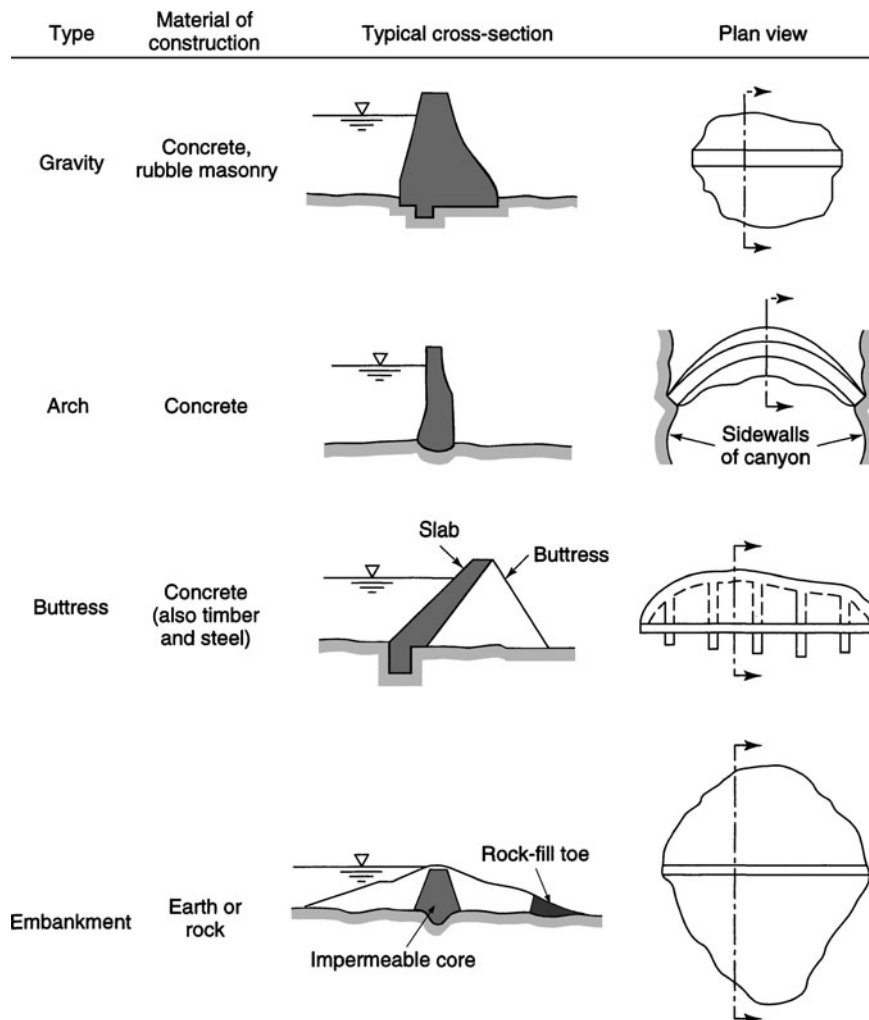 Type
Material of
construction
Typical cross-section
Plan view
Gravity
Concrete,
rubble masonry
Arch
Concrete
Sidewalls
of canyon
Buttress
Concrete
(also timber
and steel)
Slab
Buttress
Embankment
Earth or
rock
Rock-fill toe
Impermeable core